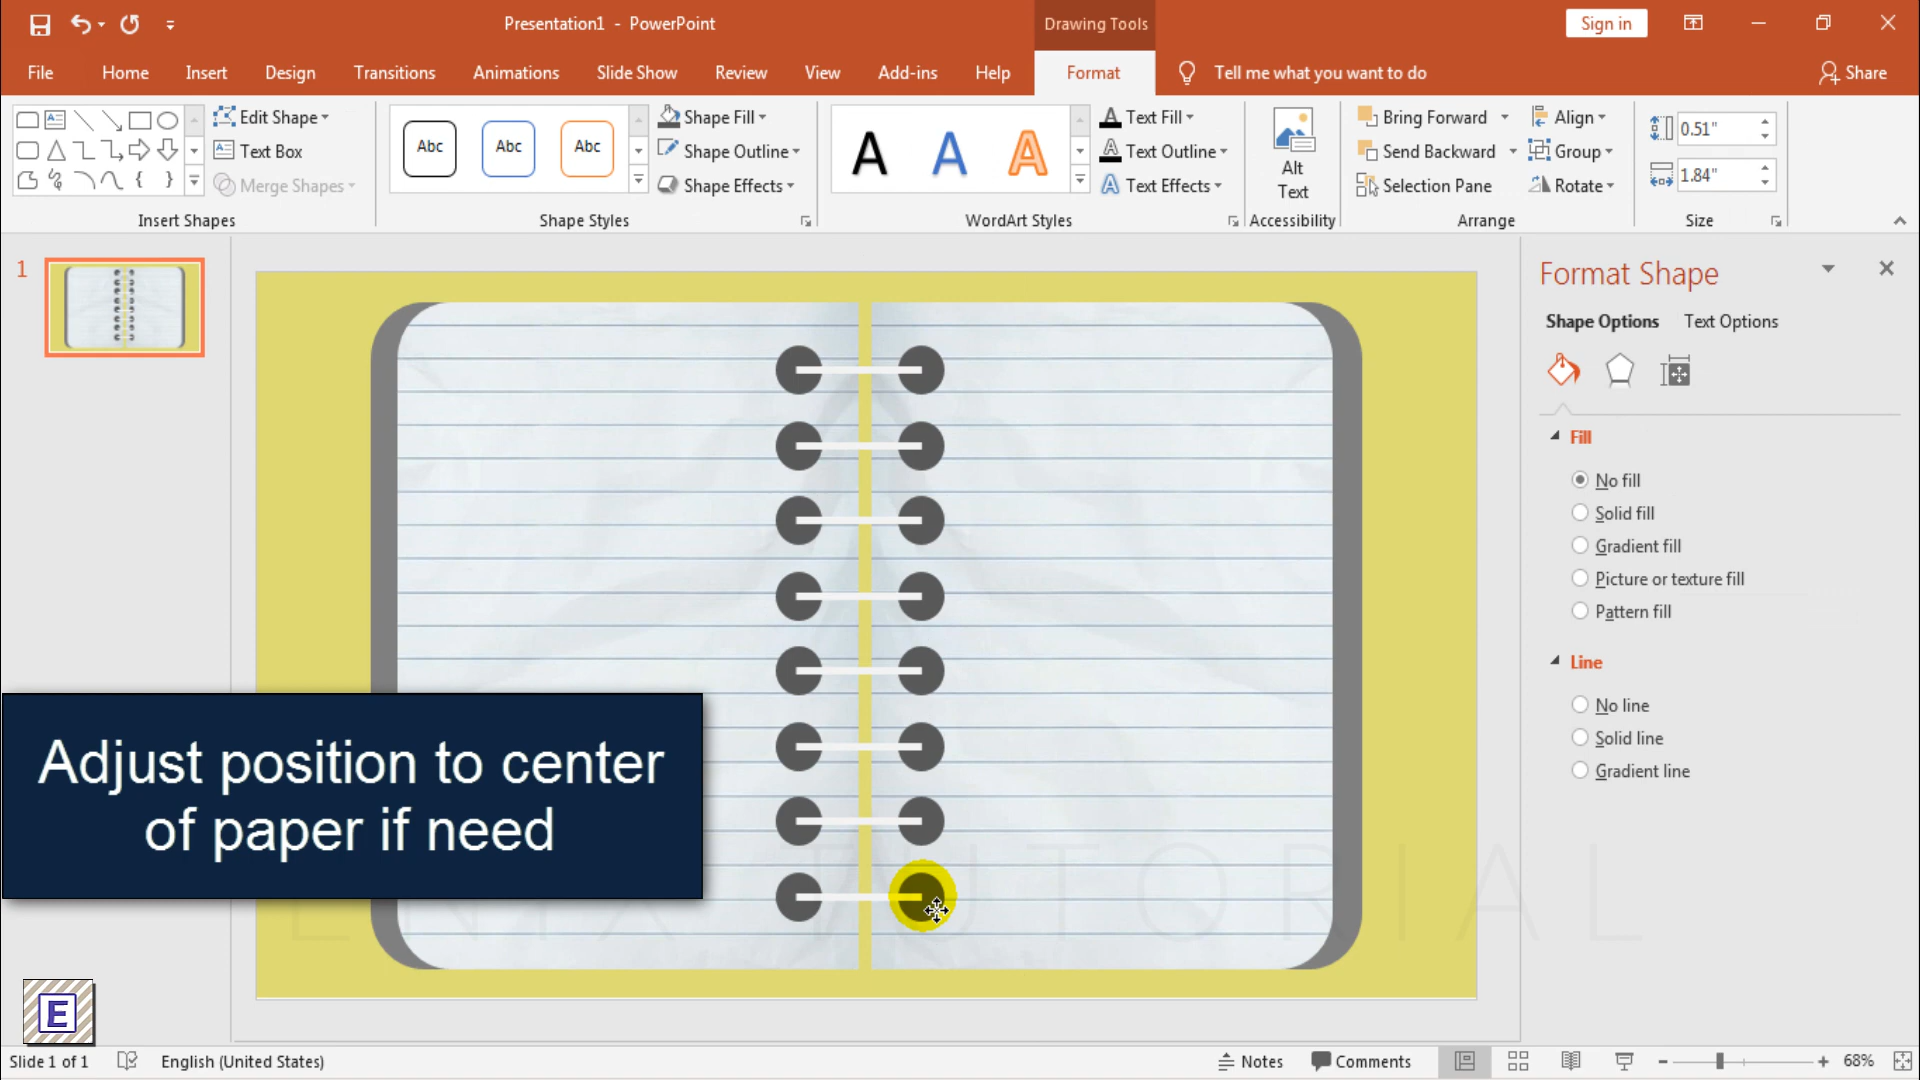 Presentation1 - PowerPoint
Drawing Tools
Sign in
File
Home
Insert
Design
Transitions
Animations
Slide Show
Review
View
Add-ins
Help
Format
Tell me what you want to do
Share
Edit Shape
Text Box
Merge Shapes
Insert Shapes
Abc
Abc
Abc
Shape Fill
Shape Outline
Shape Effects
Shape Styles
A
A
A
Text Fill
Text Outline
Text Effects
WordArt Styles
Alt
Text
Accessibility
Bring Forward
Send Backward
Selection Pane
Align
Group
Rotate
Arrange
0.51"
1.84"
Size
1
Format Shape
Shape Options
Text Options
Fill
No fill
Solid fill
Gradient fill
Picture or texture fill
Pattern fill
Line
No line
Solid line
Gradient line
Adjust position to center
of paper if need
TUTORIAL
E
Slide 1 of 1
English (United States)
Notes
Comments
68%